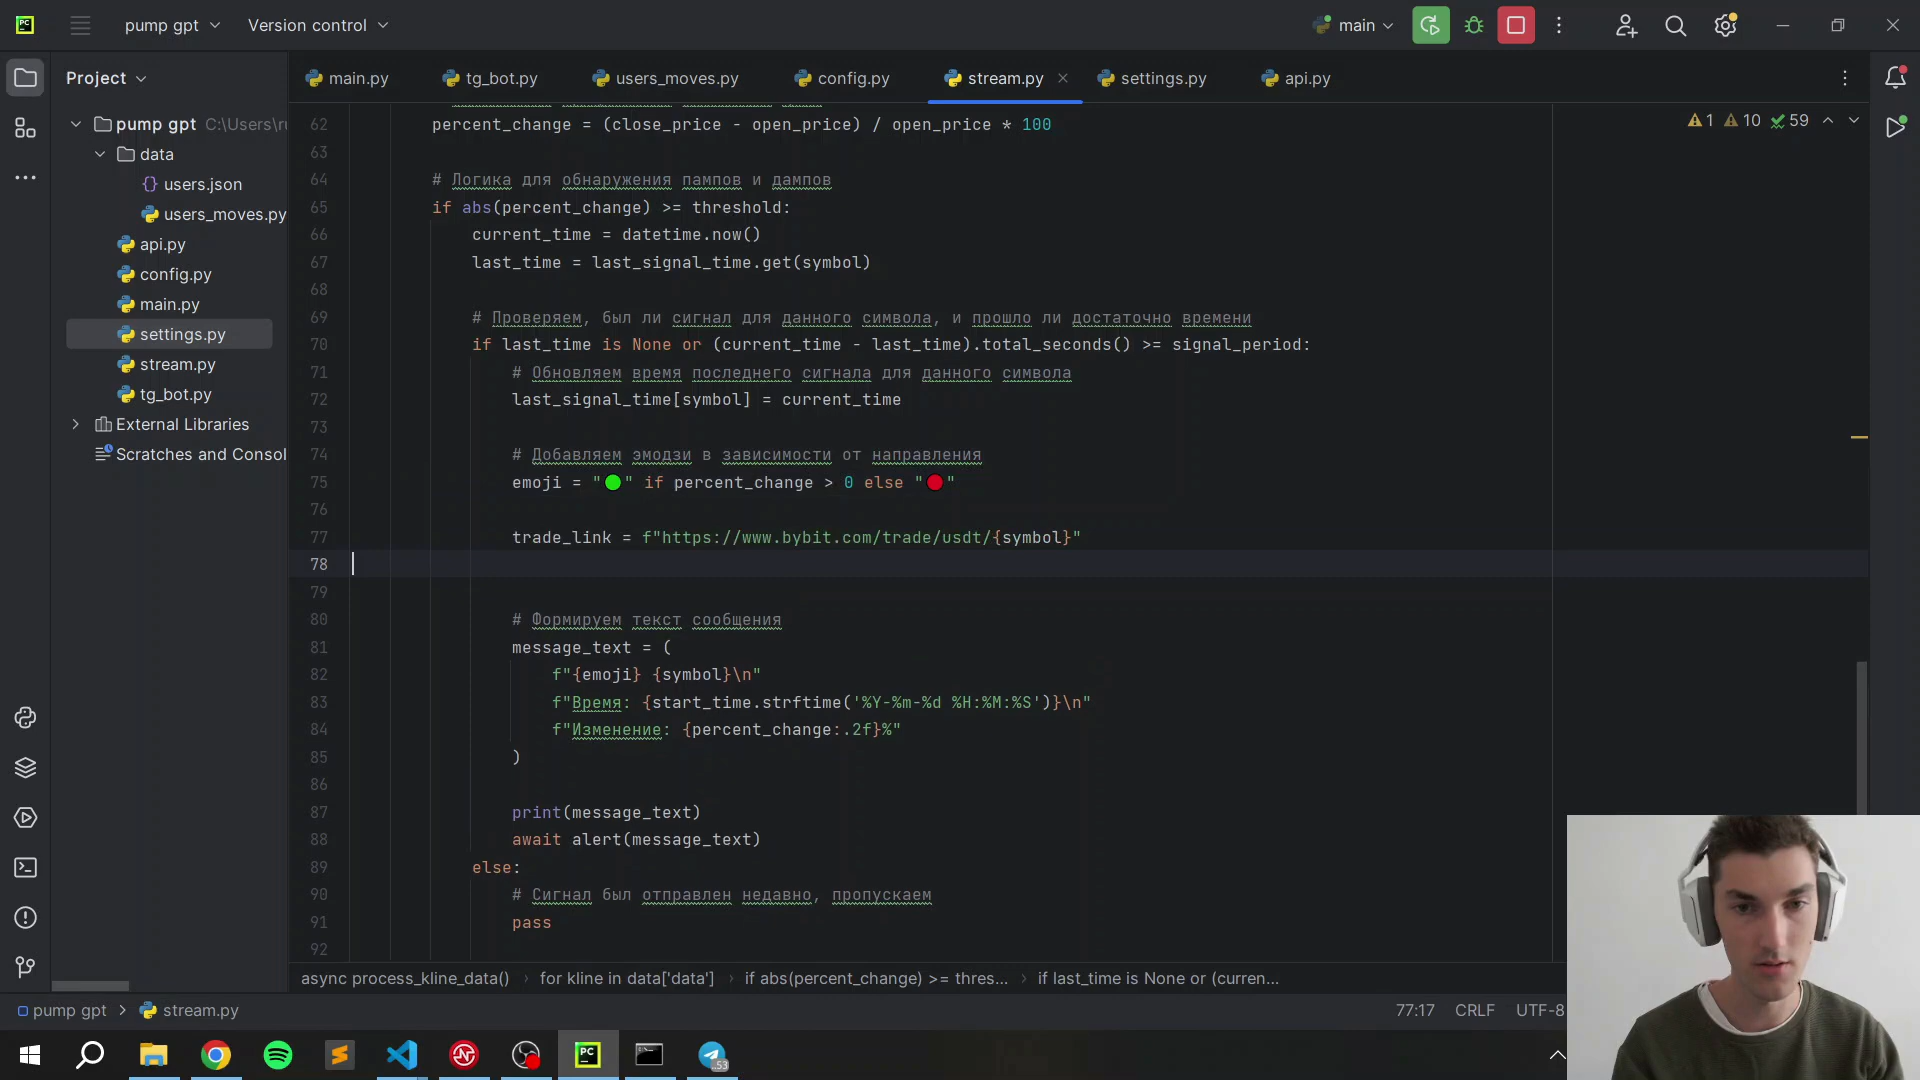 pump gpt
Version control
main
Project
main.py
tg_bot.py
users_moves.py
config.py
stream.py
settings.py
api.py
pump gpt C:\Users\ru
data
users.json
users_moves.py
api.py
config.py
main.py
settings.py
stream.py
tg_bot.py
External Libraries
Scratches and Consol
1 10 59
62 percent_change = (close_price - open_price) / open_price * 100
63
64 # Логика для обнаружения пампов и дампов
65 if abs(percent_change) >= threshold:
66 current_time = datetime.now()
67 last_time = last_signal_time.get(symbol)
68
69 # Проверяем, был ли сигнал для данного символа, и прошло ли достаточно времени
70 if last_time is None or (current_time - last_time).total_seconds() >= signal_period:
71 # Обновляем время последнего сигнала для данного символа
72 last_signal_time[symbol] = current_time
73
74 # Добавляем эмодзи в зависимости от направления
75 emoji = "🟢" if percent_change > 0 else "🔴"
76
77 trade_link = f"https://www.bybit.com/trade/usdt/{symbol}"
78
79
80 # Формируем текст сообщения
81 message_text = (
82 f"{emoji} {symbol}\n"
83 f"Время: {start_time.strftime('%Y-%m-%d %H:%M:%S')}\n"
84 f"Изменение: {percent_change:.2f}%"
85 )
86
87 print(message_text)
88 await alert(message_text)
89 else:
90 # Сигнал был отправлен недавно, пропускаем
91 pass
92
async process_kline_data() › for kline in data['data'] › if abs(percent_change) >= thres... › if last_time is None or (curren...
pump gpt › stream.py
77:17 CRLF UTF-8
PC
53